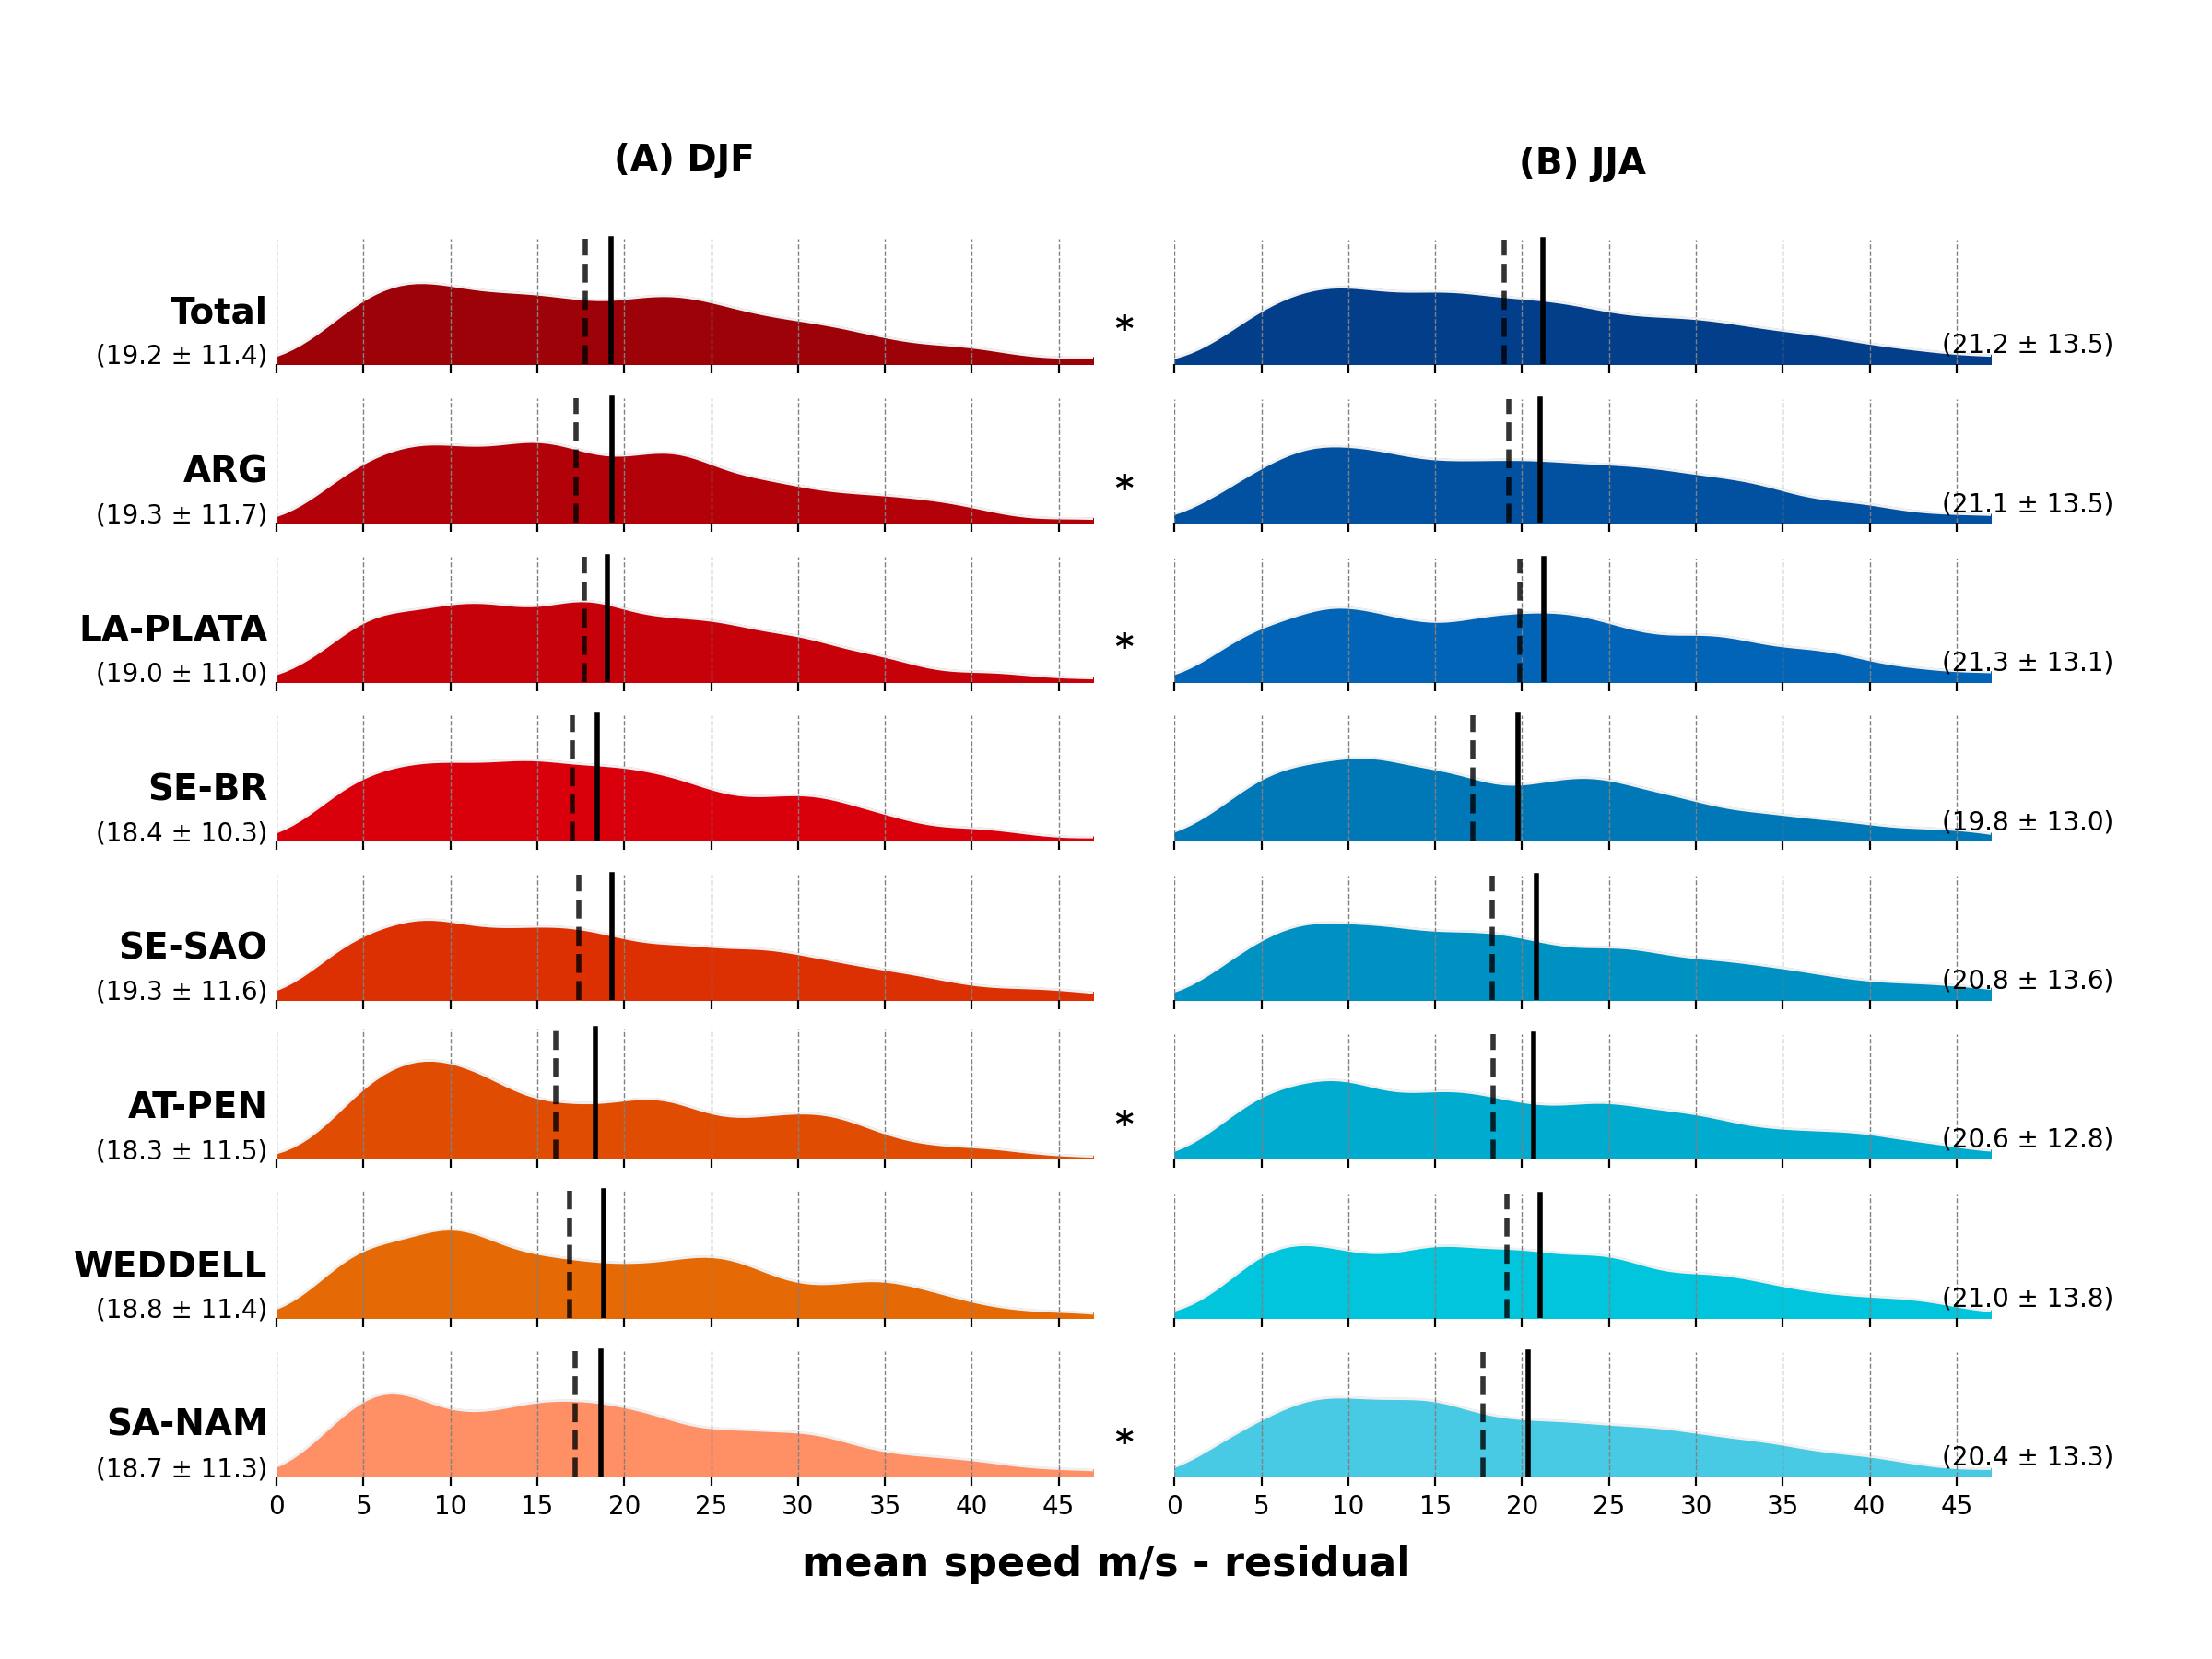 (A) DJF
(B) JJA
Total
(19.2 ± 11.4)
*
(21.2 ± 13.5)
ARG
(19.3 ± 11.7)
*
(21.1 ± 13.5)
LA-PLATA
(19.0 ± 11.0)
*
(21.3 ± 13.1)
SE-BR
(18.4 ± 10.3)
(19.8 ± 13.0)
SE-SAO
(19.3 ± 11.6)
(20.8 ± 13.6)
AT-PEN
(18.3 ± 11.5)
*
(20.6 ± 12.8)
WEDDELL
(18.8 ± 11.4)
(21.0 ± 13.8)
SA-NAM
(18.7 ± 11.3)
*
(20.4 ± 13.3)
0 5 10 15 20 25 30 35 40 45
0 5 10 15 20 25 30 35 40 45
mean speed m/s - residual